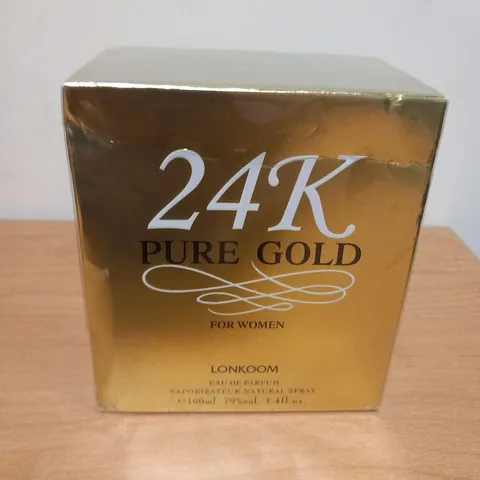 24K
PURE GOLD
FOR WOMEN
LONKOOM
EAU DE PARFUM
VAPORISATEUR NATURAL SPRAY
℮100ml 79%vol. 3.4fl.oz.